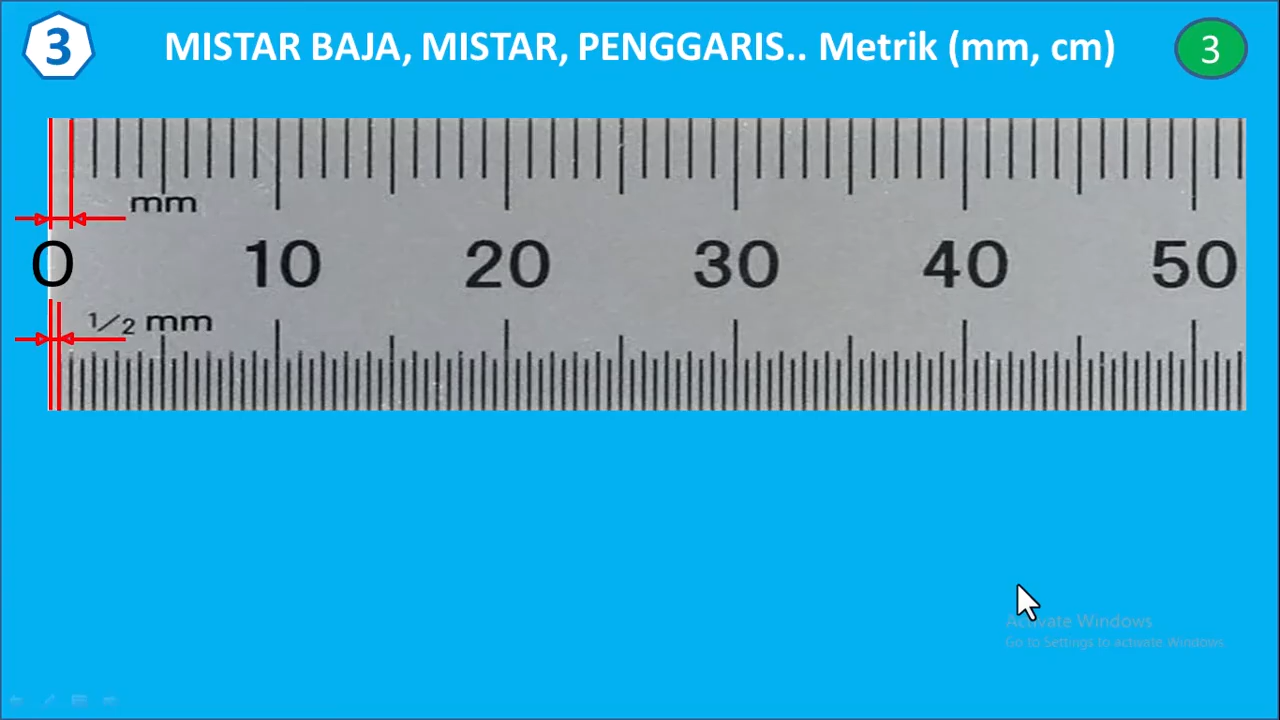 3
MISTAR BAJA, MISTAR, PENGGARIS.. Metrik (mm, cm)
3
mm
0 10 20 30 40 50
1/2 mm
Activate Windows
Go to Settings to activate Windows.